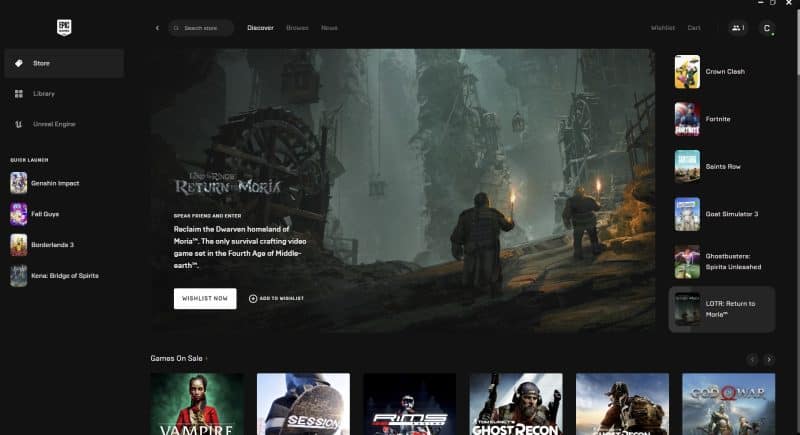 EPIC
GAMES
Search store
Discover
Browse
News
Wishlist
Cart
1
C
Store
Library
Unreal Engine
QUICK LAUNCH
Genshin Impact
Fall Guys
Borderlands 3
Kena: Bridge of Spirits
THE LORD OF THE RINGS
RETURN TO MORIA
SPEAK FRIEND AND ENTER
Reclaim the Dwarven homeland of
Moria™. The only survival crafting video
game set in the Fourth Age of Middle-
earth™.
WISHLIST NOW
ADD TO WISHLIST
Crown Clash
Fortnite
Saints Row
Goat Simulator 3
Ghostbusters:
Spirits Unleashed
LOTR: Return to
Moria™
Games On Sale
VAMPIRE
SESSION
RiMS
GHOST RECON
GHOST RECON
GOD OF WAR